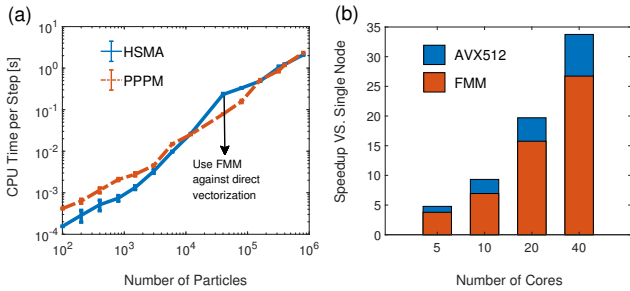 (a)
CPU Time per Step [s]
10^1
10^0
10^-1
10^-2
10^-3
10^-4
HSMA
PPPM
Use FMM
against direct
vectorization
10^2
10^3
10^4
10^5
10^6
Number of Particles
(b)
Speedup VS. Single Node
35
30
25
20
15
10
5
0
AVX512
FMM
5
10
20
40
Number of Cores